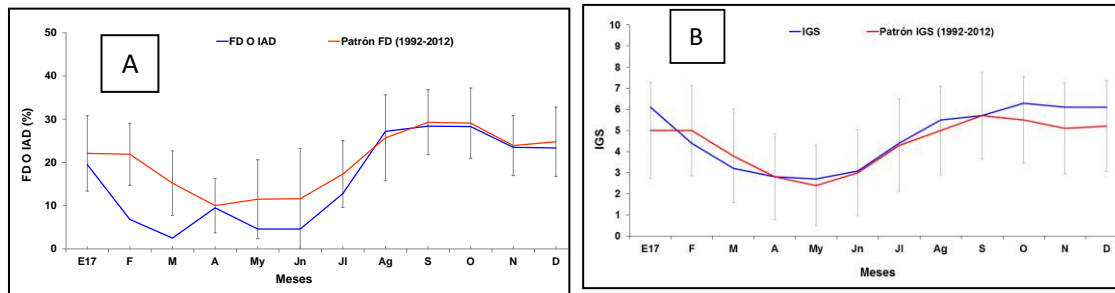 A
FD O IAD
Patrón FD (1992-2012)
FD O IAD (%)
50
40
30
20
10
0
E17 F M A My Jn Jl Ag S O N D
Meses
B
IGS
Patrón IGS (1992-2012)
IGS
10
9
8
7
6
5
4
3
2
1
0
E17 F M A My Jn Jl Ag S O N D
Meses